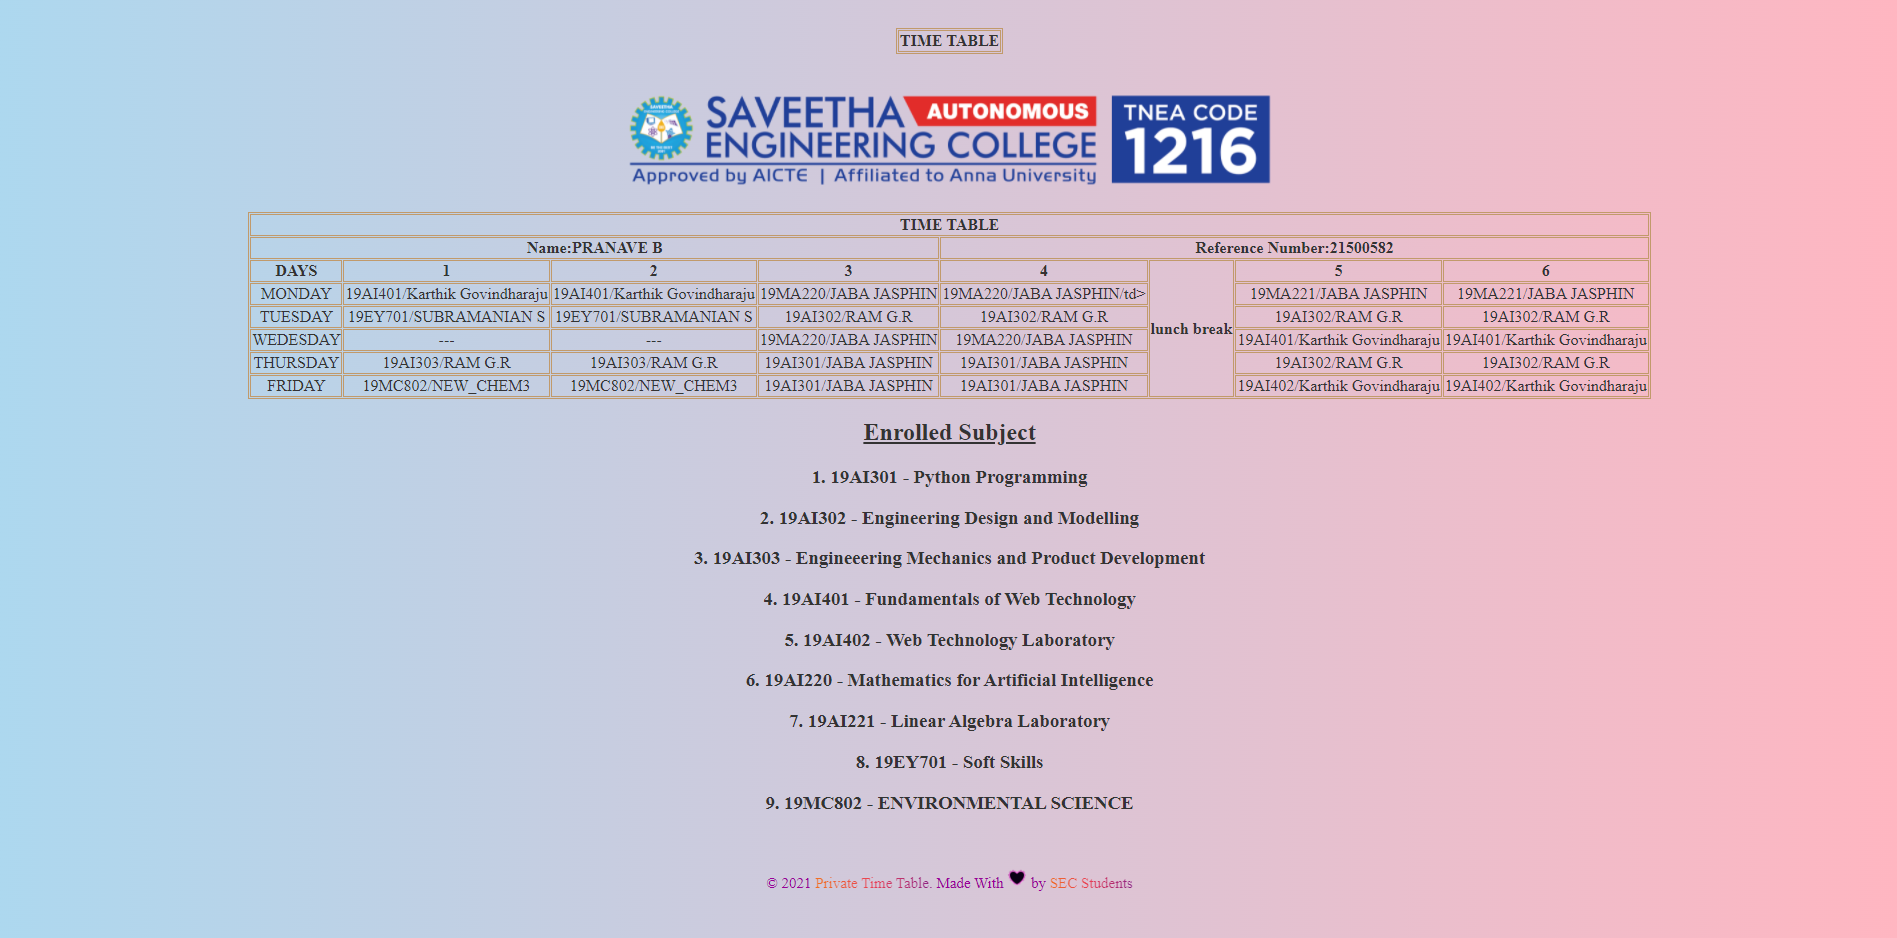 TIME TABLE
SAVEETHA AUTONOMOUS
ENGINEERING COLLEGE
Approved by AICTE | Affiliated to Anna University
TNEA CODE
1216
TIME TABLE
Name:PRANAVE B Reference Number:21500582
DAYS 1 2 3 4 lunch break 5 6
MONDAY 19AI401/Karthik Govindharaju 19AI401/Karthik Govindharaju 19MA220/JABA JASPHIN 19MA220/JABA JASPHIN/td> 19MA221/JABA JASPHIN 19MA221/JABA JASPHIN
TUESDAY 19EY701/SUBRAMANIAN S 19EY701/SUBRAMANIAN S 19AI302/RAM G.R 19AI302/RAM G.R 19AI302/RAM G.R 19AI302/RAM G.R
WEDESDAY --- --- 19MA220/JABA JASPHIN 19MA220/JABA JASPHIN 19AI401/Karthik Govindharaju 19AI401/Karthik Govindharaju
THURSDAY 19AI303/RAM G.R 19AI303/RAM G.R 19AI301/JABA JASPHIN 19AI301/JABA JASPHIN 19AI302/RAM G.R 19AI302/RAM G.R
FRIDAY 19MC802/NEW_CHEM3 19MC802/NEW_CHEM3 19AI301/JABA JASPHIN 19AI301/JABA JASPHIN 19AI402/Karthik Govindharaju 19AI402/Karthik Govindharaju
Enrolled Subject
1. 19AI301 - Python Programming
2. 19AI302 - Engineering Design and Modelling
3. 19AI303 - Engineeering Mechanics and Product Development
4. 19AI401 - Fundamentals of Web Technology
5. 19AI402 - Web Technology Laboratory
6. 19AI220 - Mathematics for Artificial Intelligence
7. 19AI221 - Linear Algebra Laboratory
8. 19EY701 - Soft Skills
9. 19MC802 - ENVIRONMENTAL SCIENCE
© 2021 Private Time Table. Made With 🖤 by SEC Students